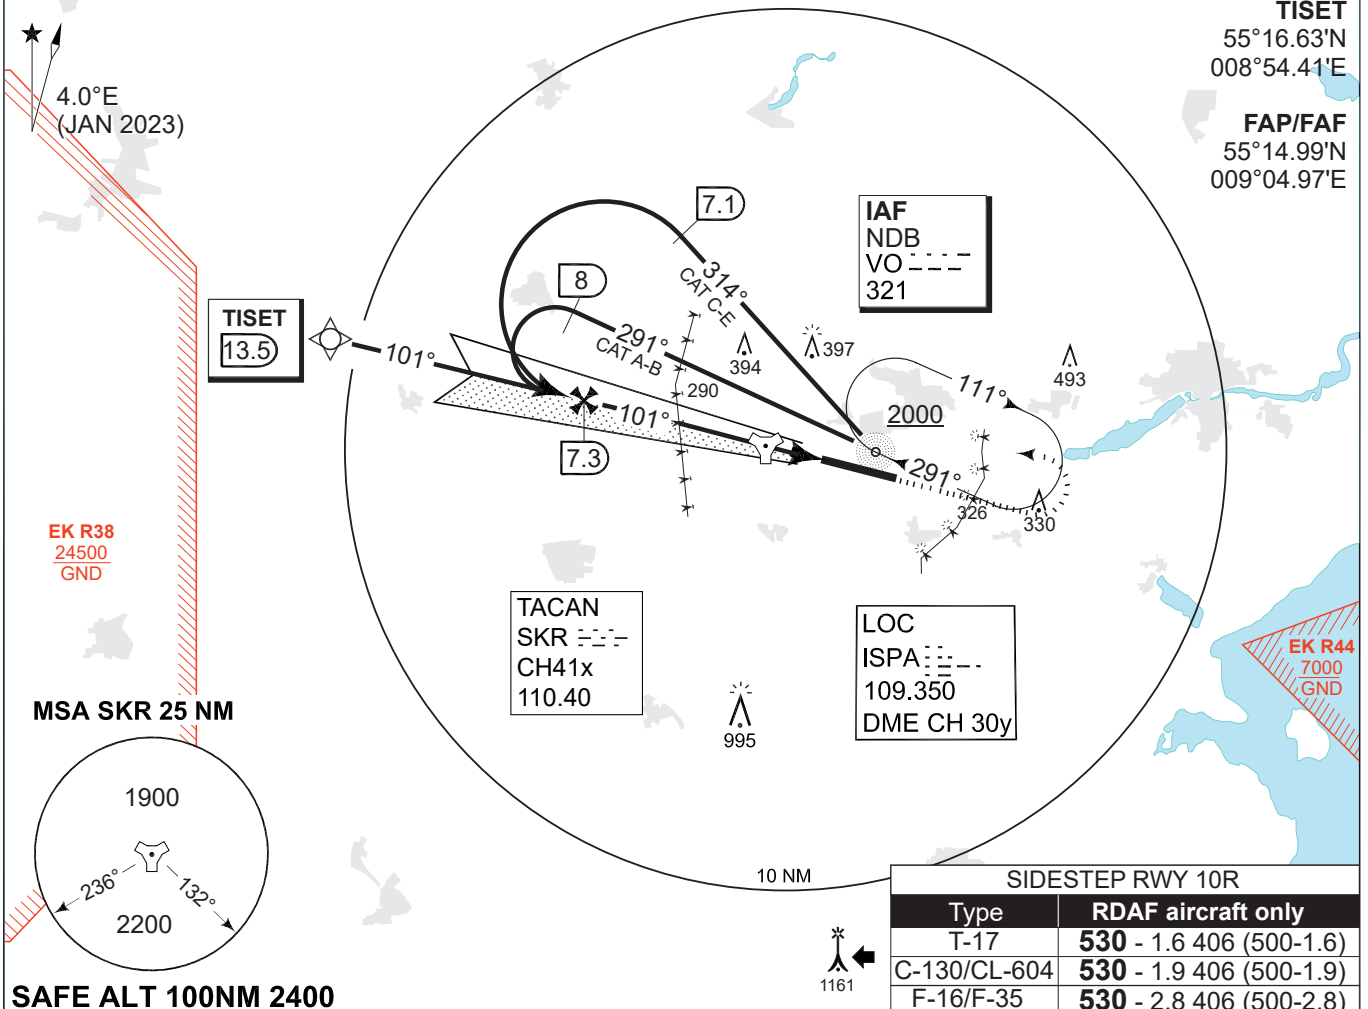 TISET
55°16.63'N
008°54.41'E
FAP/FAF
55°14.99'N
009°04.97'E
4.0°E
(JAN 2023)
7.1
IAF
NDB
VO
321
314°
CAT C-E
8
TISET
13.5
291°
CAT A-B
101°
394
397
493
290
111°
2000
101°
7.3
291°
326
330
EK R38
24500
GND
TACAN
SKR
CH41x
110.40
LOC
ISPA
109.350
DME CH 30y
EK R44
7000
GND
995
MSA SKR 25 NM
1900
236°
132°
2200
10 NM
SAFE ALT 100NM 2400
1161
SIDESTEP RWY 10R
Type RDAF aircraft only
T-17 530 - 1.6 406 (500-1.6)
C-130/CL-604 530 - 1.9 406 (500-1.9)
F-16/F-35 530 - 2.8 406 (500-2.8)